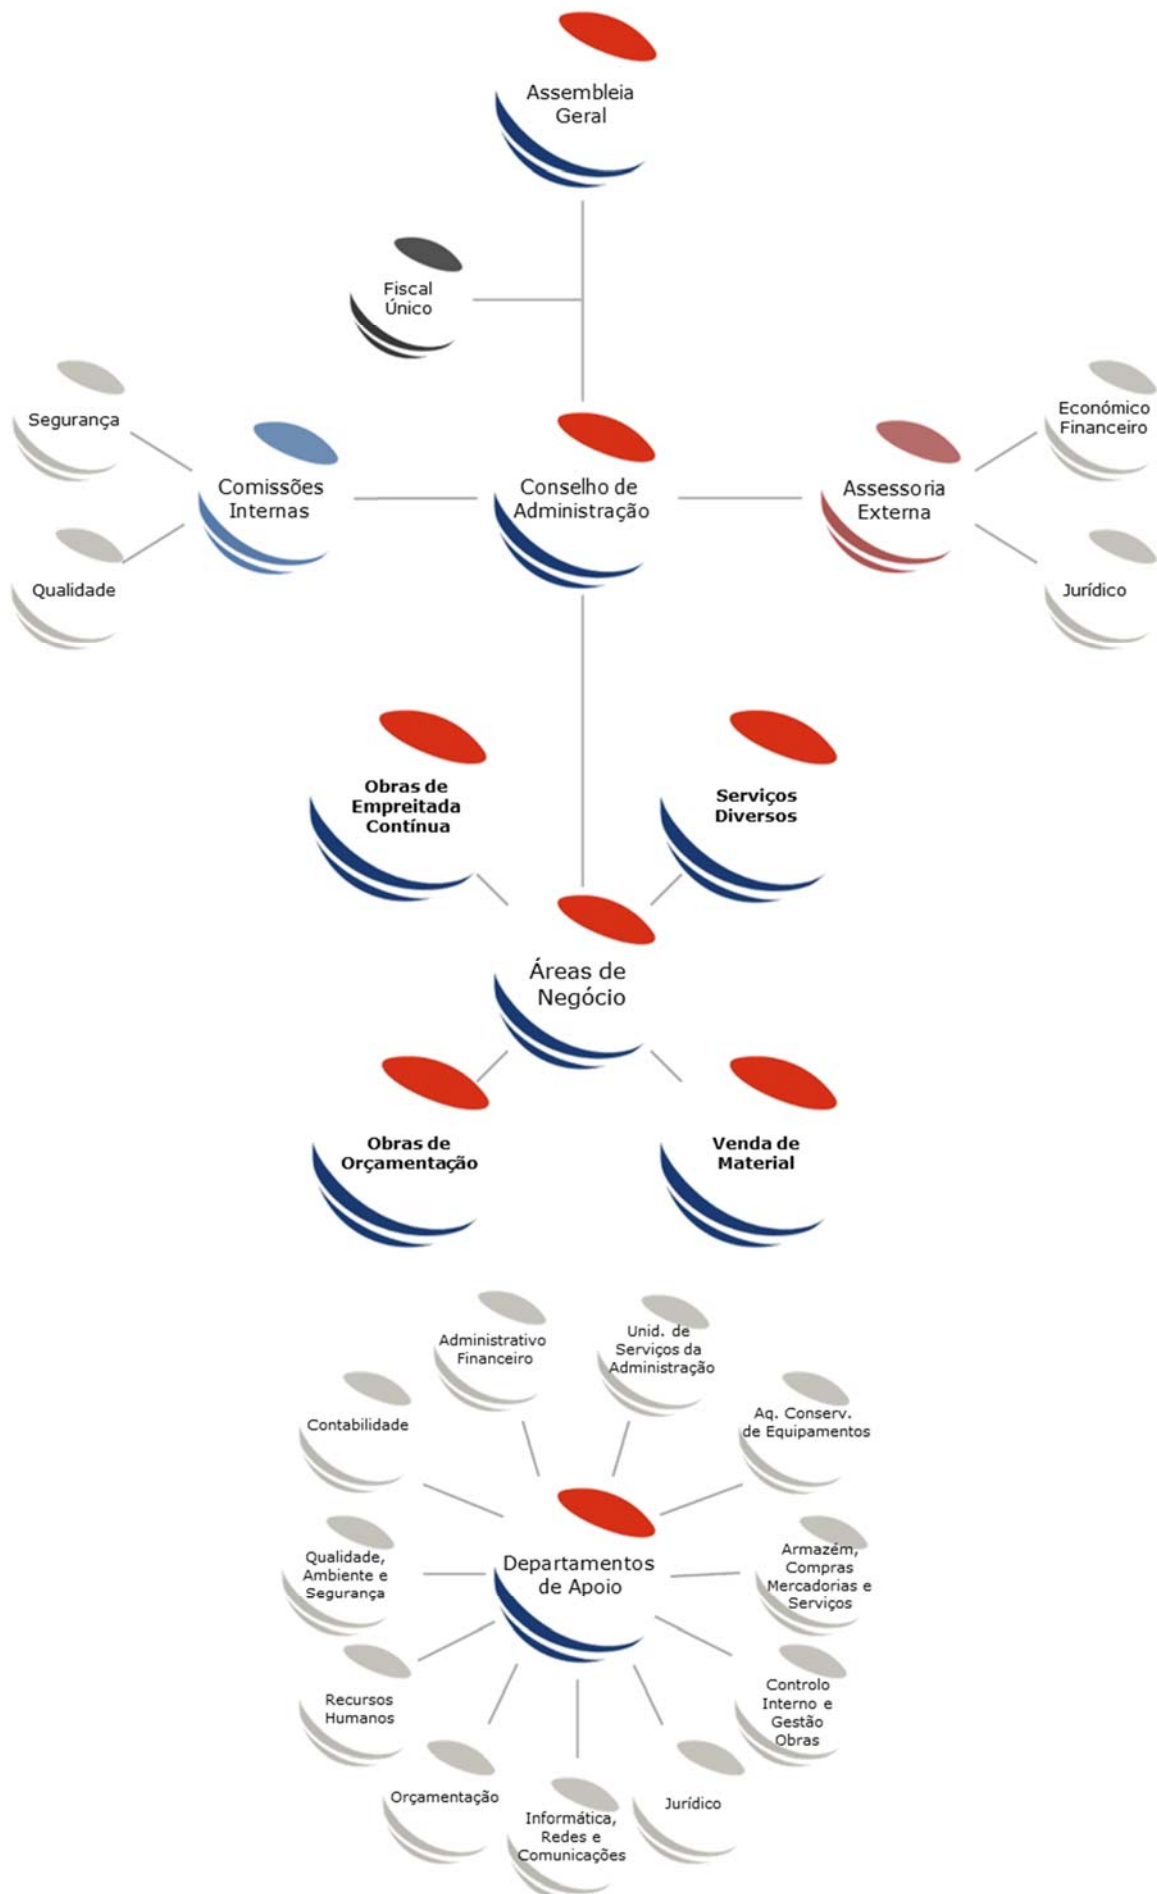 Assembleia
Geral
Fiscal
Único
Segurança
Qualidade
Comissões
Internas
Conselho de
Administração
Assessoria
Externa
Económico
Financeiro
Jurídico
Obras de
Empreitada
Contínua
Serviços
Diversos
Áreas de
Negócio
Obras de
Orçamentação
Venda de
Material
Administrativo
Financeiro
Unid. de
Serviços da
Administração
Contabilidade
Aq. Conserv.
de Equipamentos
Qualidade,
Ambiente e
Segurança
Departamentos
de Apoio
Armazém,
Compras
Mercadorias e
Serviços
Recursos
Humanos
Controlo
Interno e
Gestão
Obras
Orçamentação
Informática,
Redes e
Comunicações
Jurídico